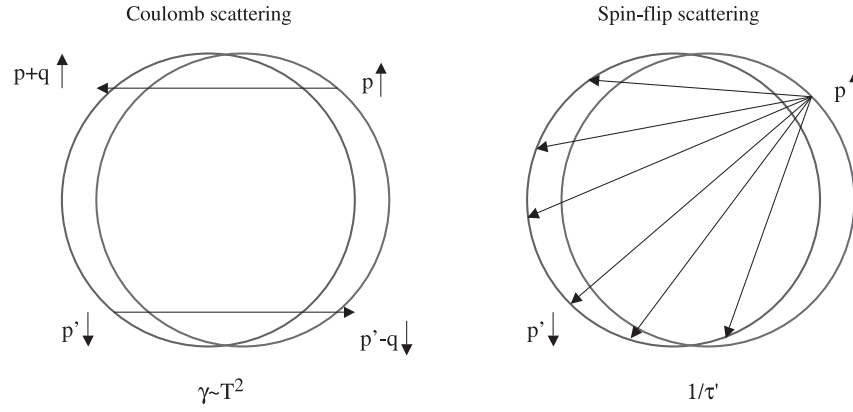 Coulomb scattering
Spin-flip scattering
p+q
p
p
p'
p'-q
p'
γ~T²
1/τ'